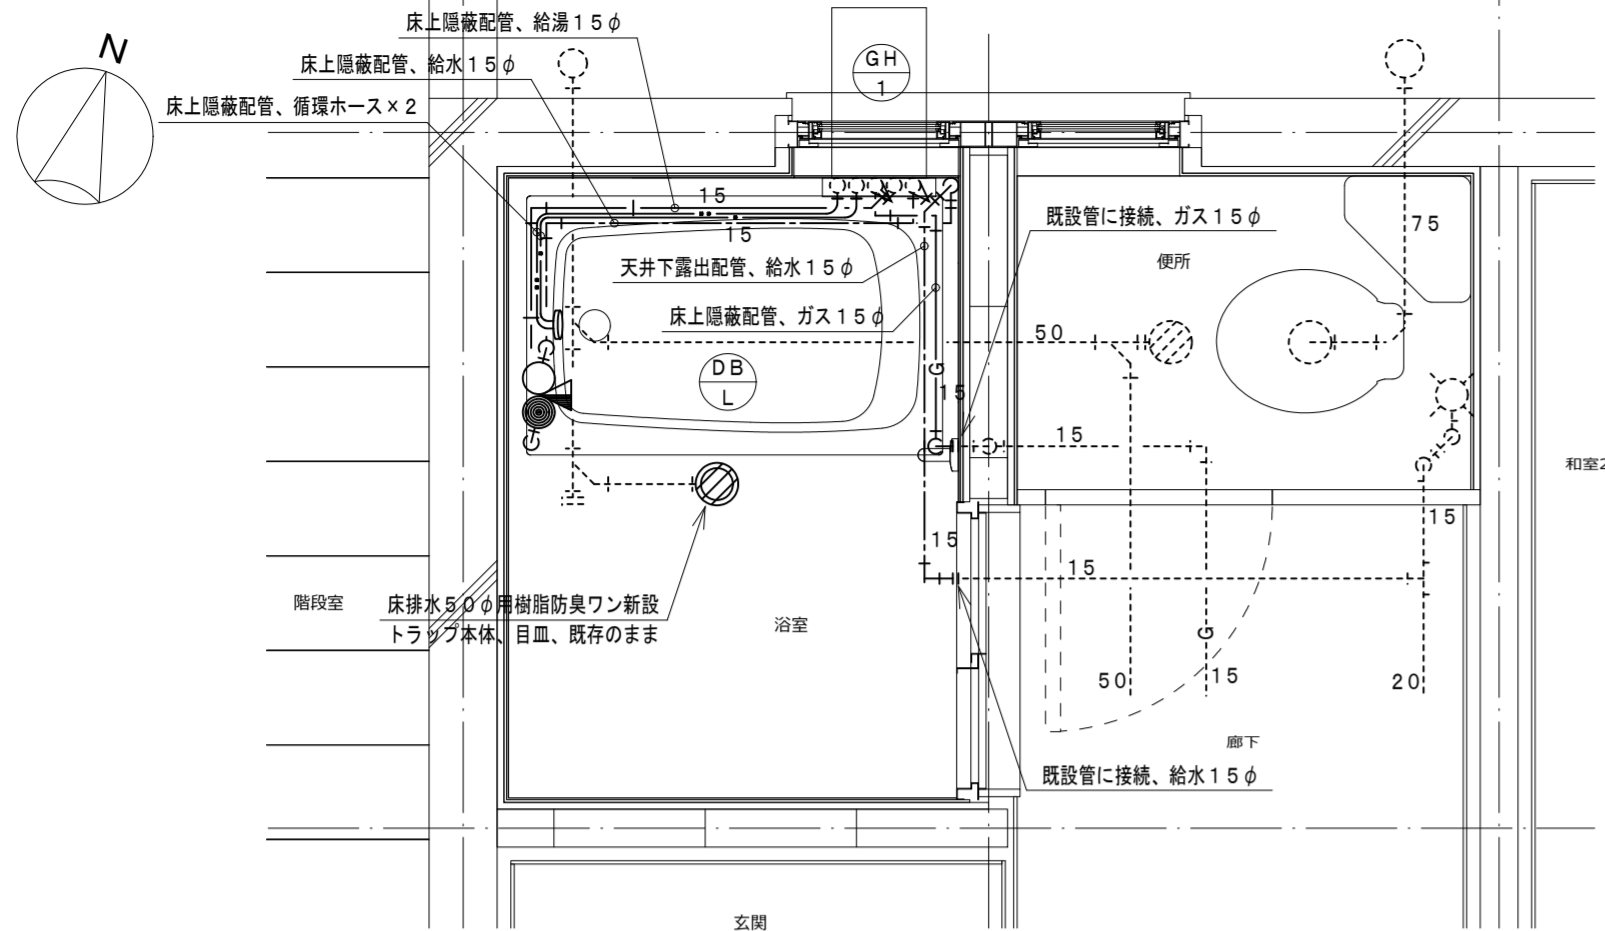 床上隠蔽配管、給湯15φ
N
床上隠蔽配管、給水15φ
GH
1
床上隠蔽配管、循環ホース×2
15
15
既設管に接続、ガス15φ
75
天井下露出配管、給水15φ
便所
床上隠蔽配管、ガス15φ
50
DB
L
G
15
15
和室2
15
15
15
階段室
床排水50φ用樹脂防臭ワン新設
トラップ本体、目皿、既存のまま
浴室
G
50
15
20
廊下
既設管に接続、給水15φ
玄関